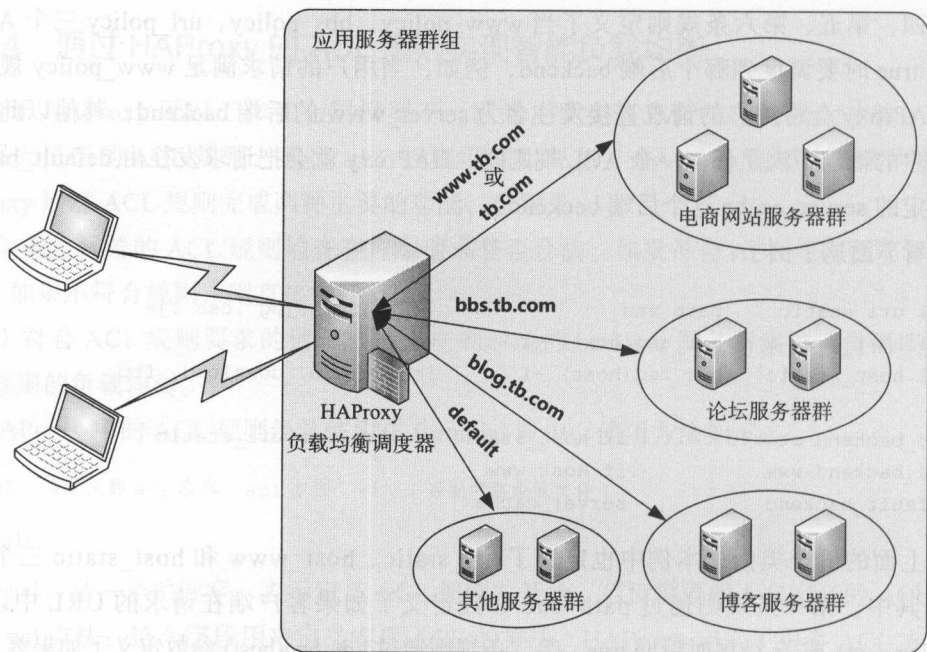 应用服务器群组
www.tb.com
或
tb.com
电商网站服务器群
bbs.tb.com
论坛服务器群
blog.tb.com
default
HAProxy
负载均衡调度器
其他服务器群
博客服务器群